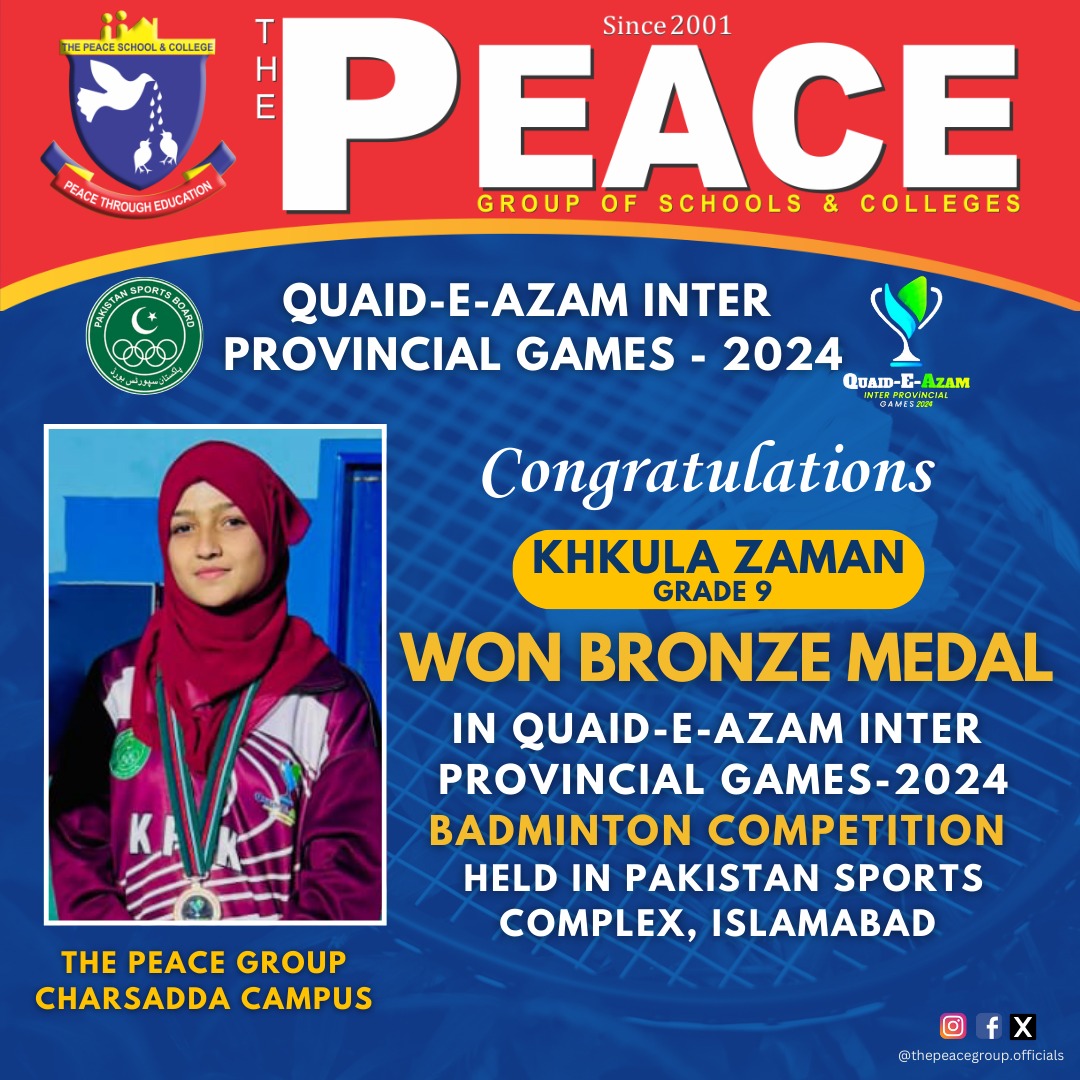 THE PEACE SCHOOL & COLLEGE
PEACE THROUGH EDUCATION
THE
Since 2001
PEACE
GROUP OF SCHOOLS & COLLEGES
PAKISTAN SPORTS BOARD
پاکستان سپورٹس بورڈ
QUAID-E-AZAM INTER
PROVINCIAL GAMES - 2024
QUAID-E-AZAM
INTER PROVINCIAL
GAMES 2024
Congratulations
KHKULA ZAMAN
GRADE 9
WON BRONZE MEDAL
IN QUAID-E-AZAM INTER
PROVINCIAL GAMES-2024
BADMINTON COMPETITION
HELD IN PAKISTAN SPORTS
COMPLEX, ISLAMABAD
THE PEACE GROUP
CHARSADDA CAMPUS
@thepeacegroup.officials